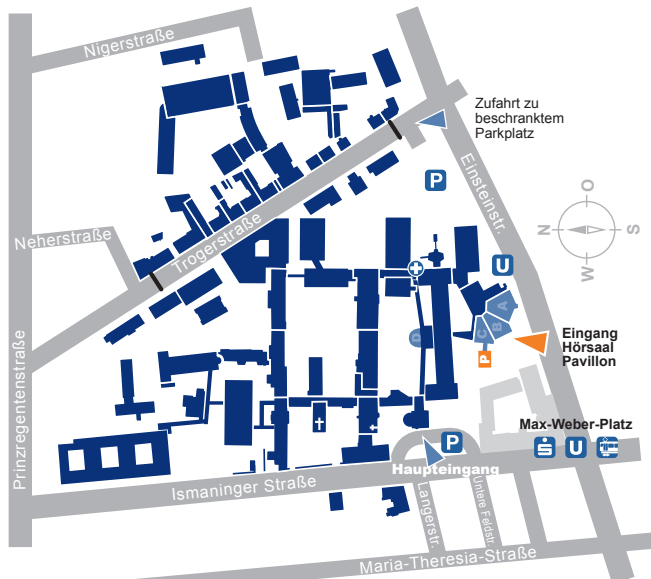 Nigerstraße
Zufahrt zu
beschranktem
Parkplatz
P
Einsteinstr.
O
N
S
W
Neherstraße
Trogerstraße
U
A
B
C
D
P
Eingang
Hörsaal
Pavillon
Prinzregentenstraße
Max-Weber-Platz
S
U
P
Haupteingang
Ismaninger Straße
Langerstr.
Untere Feldstr.
Maria-Theresia-Straße